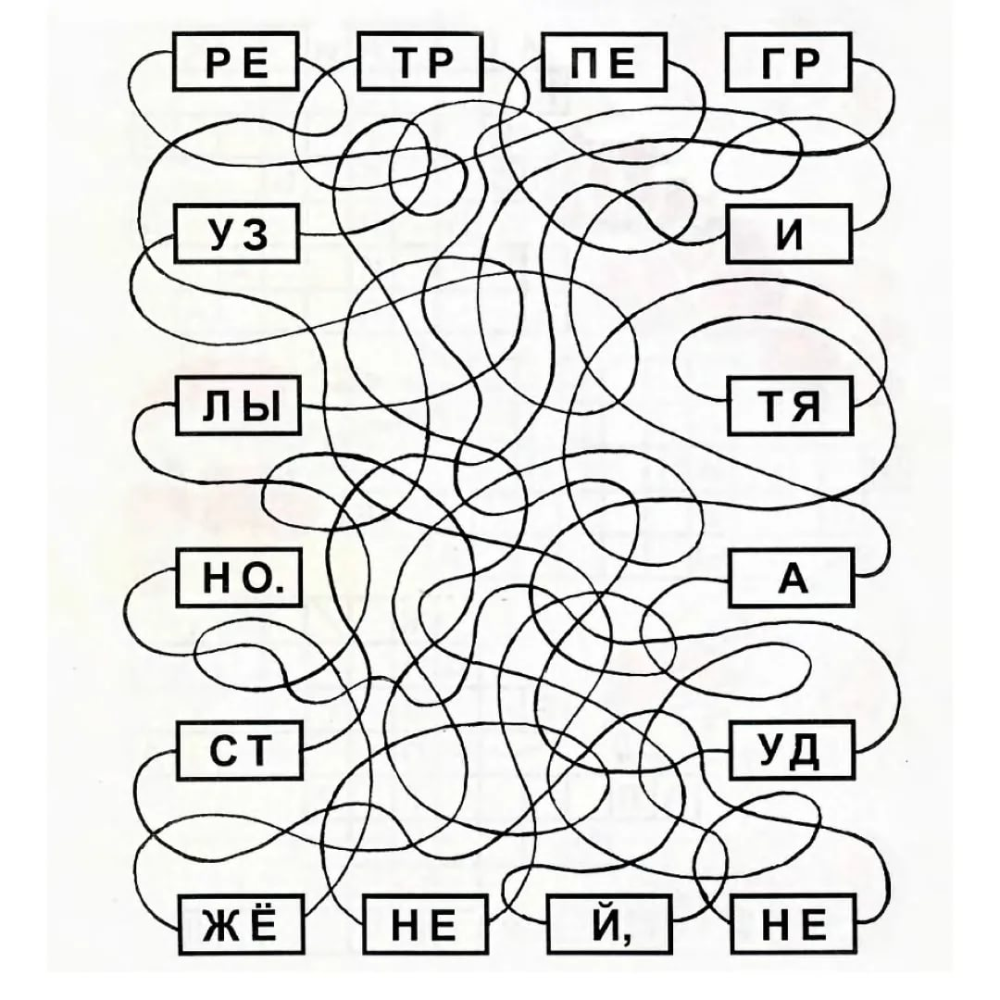 РЕ ТР ПЕ ГР
УЗ И
ЛЫ ТЯ
НО. А
СТ УД
ЖЁ НЕ Й, НЕ